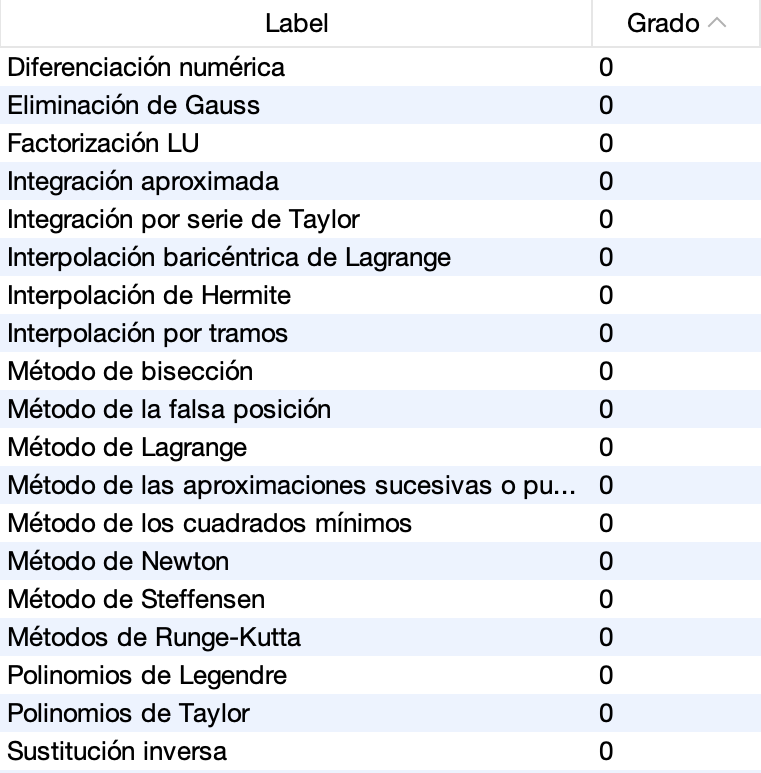 Label Grado
Diferenciación numérica 0
Eliminación de Gauss 0
Factorización LU 0
Integración aproximada 0
Integración por serie de Taylor 0
Interpolación baricéntrica de Lagrange 0
Interpolación de Hermite 0
Interpolación por tramos 0
Método de bisección 0
Método de la falsa posición 0
Método de Lagrange 0
Método de las aproximaciones sucesivas o pu... 0
Método de los cuadrados mínimos 0
Método de Newton 0
Método de Steffensen 0
Métodos de Runge-Kutta 0
Polinomios de Legendre 0
Polinomios de Taylor 0
Sustitución inversa 0